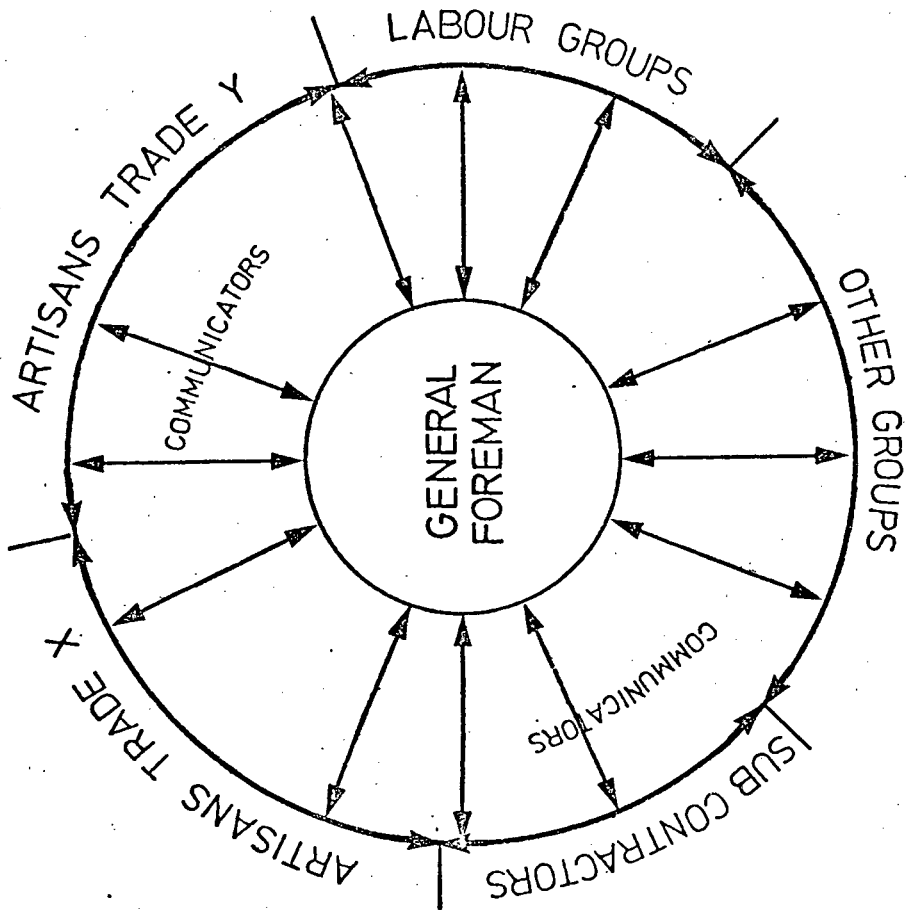 LABOUR GROUPS
ARTISANS TRADE Y
COMMUNICATORS
OTHER GROUPS
GENERAL
FOREMAN
COMMUNICATORS
ARTISANS TRADE X
SUB CONTRACTORS